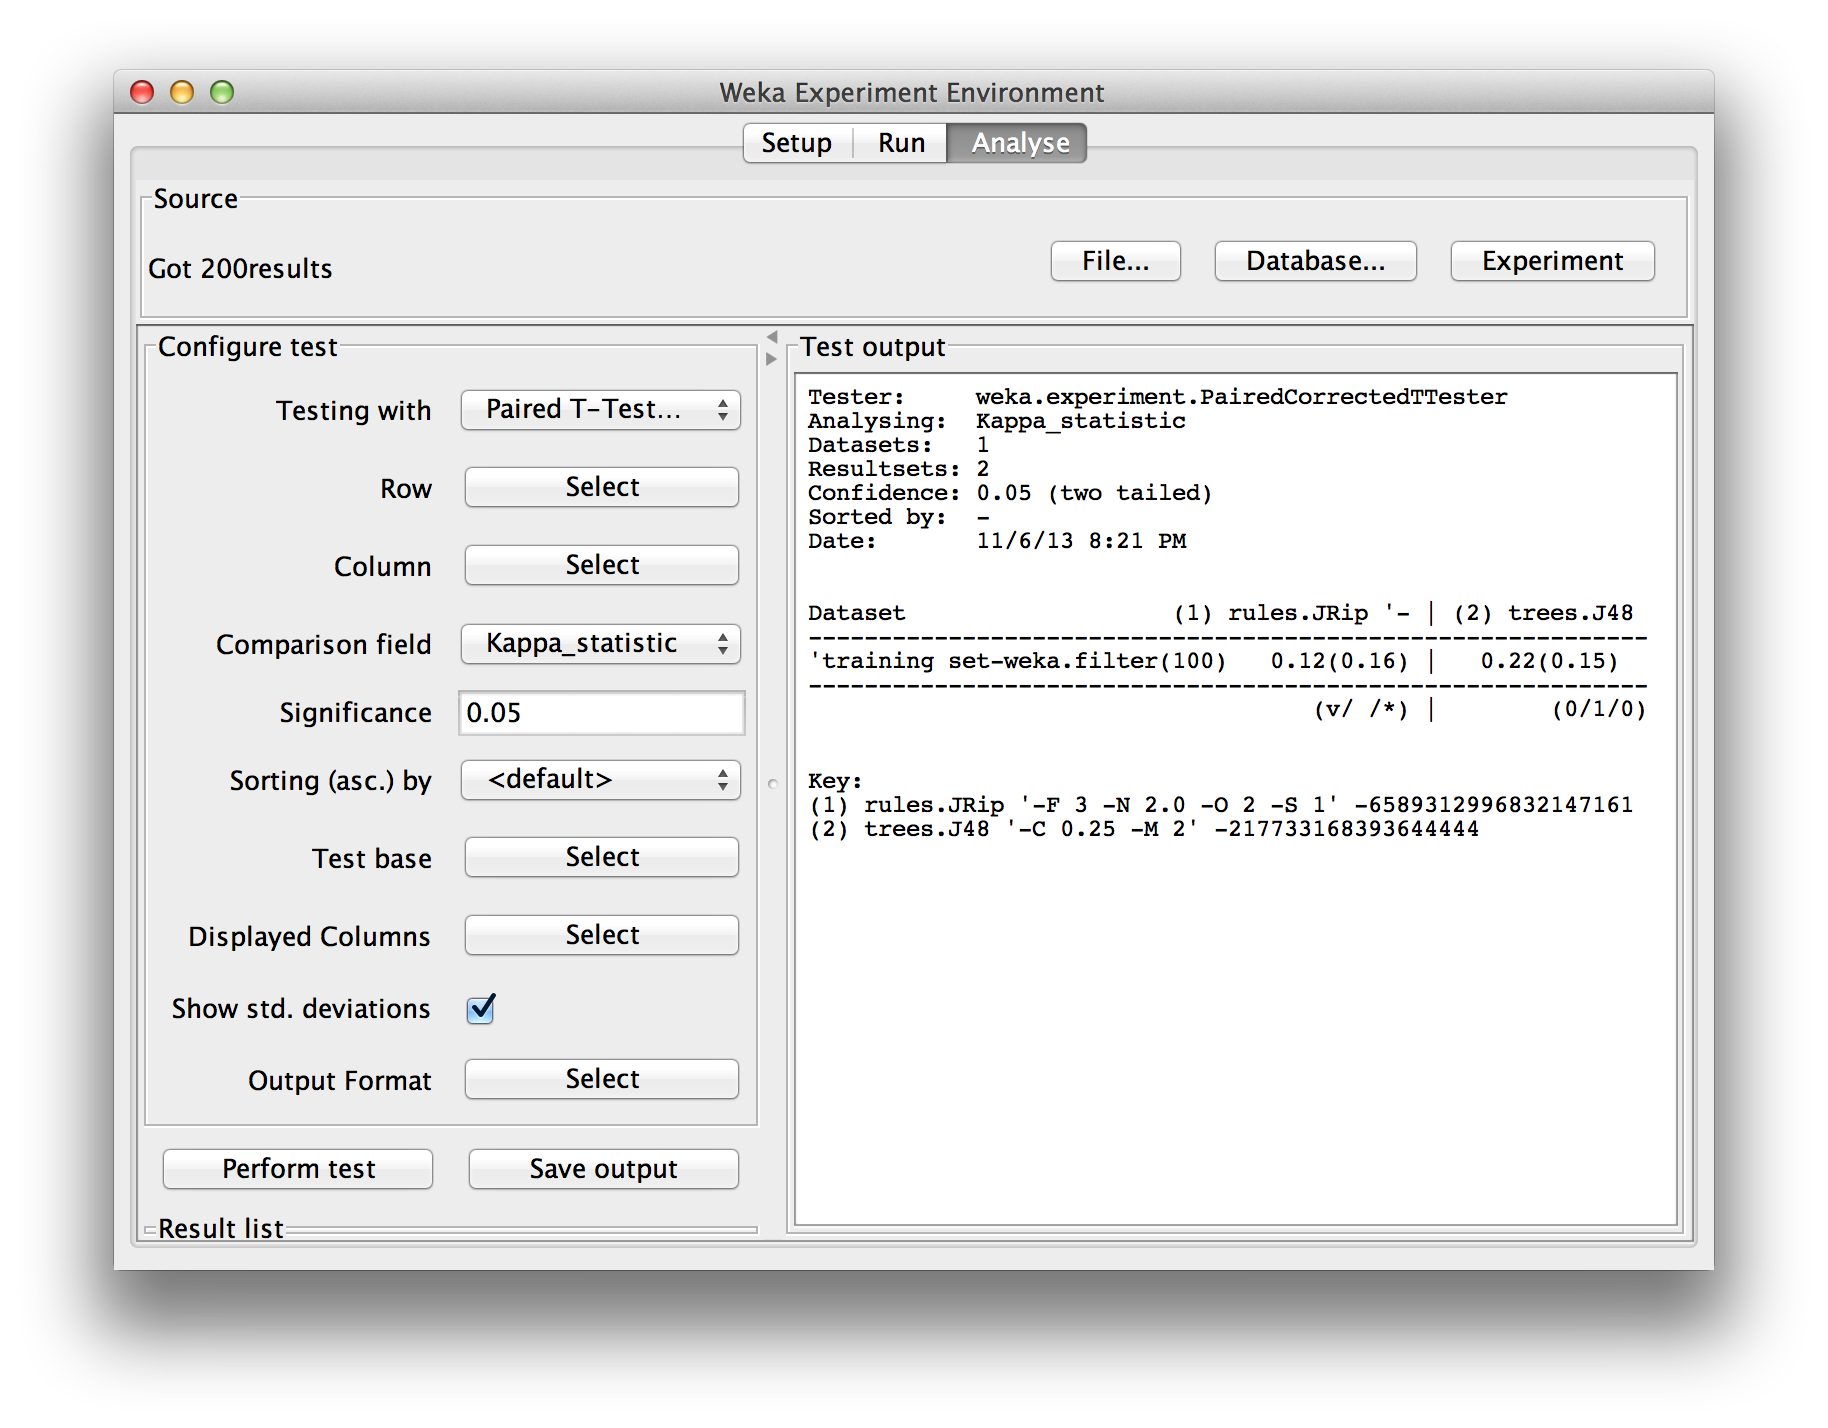 Weka Experiment Environment
Setup Run Analyse
Source
Got 200results
File... Database... Experiment
Configure test
Testing with Paired T-Test...
Row Select
Column Select
Comparison field Kappa_statistic
Significance 0.05
Sorting (asc.) by <default>
Test base Select
Displayed Columns Select
Show std. deviations
Output Format Select
Perform test Save output
Result list
Test output
Tester: weka.experiment.PairedCorrectedTTester
Analysing: Kappa_statistic
Datasets: 1
Resultsets: 2
Confidence: 0.05 (two tailed)
Sorted by: -
Date: 11/6/13 8:21 PM
Dataset (1) rules.JRip '- | (2) trees.J48
------------------------------------------------------------
'training set-weka.filter(100) 0.12(0.16) | 0.22(0.15)
------------------------------------------------------------
(v/ /*) | (0/1/0)
Key:
(1) rules.JRip '-F 3 -N 2.0 -O 2 -S 1' -6589312996832147161
(2) trees.J48 '-C 0.25 -M 2' -217733168393644444